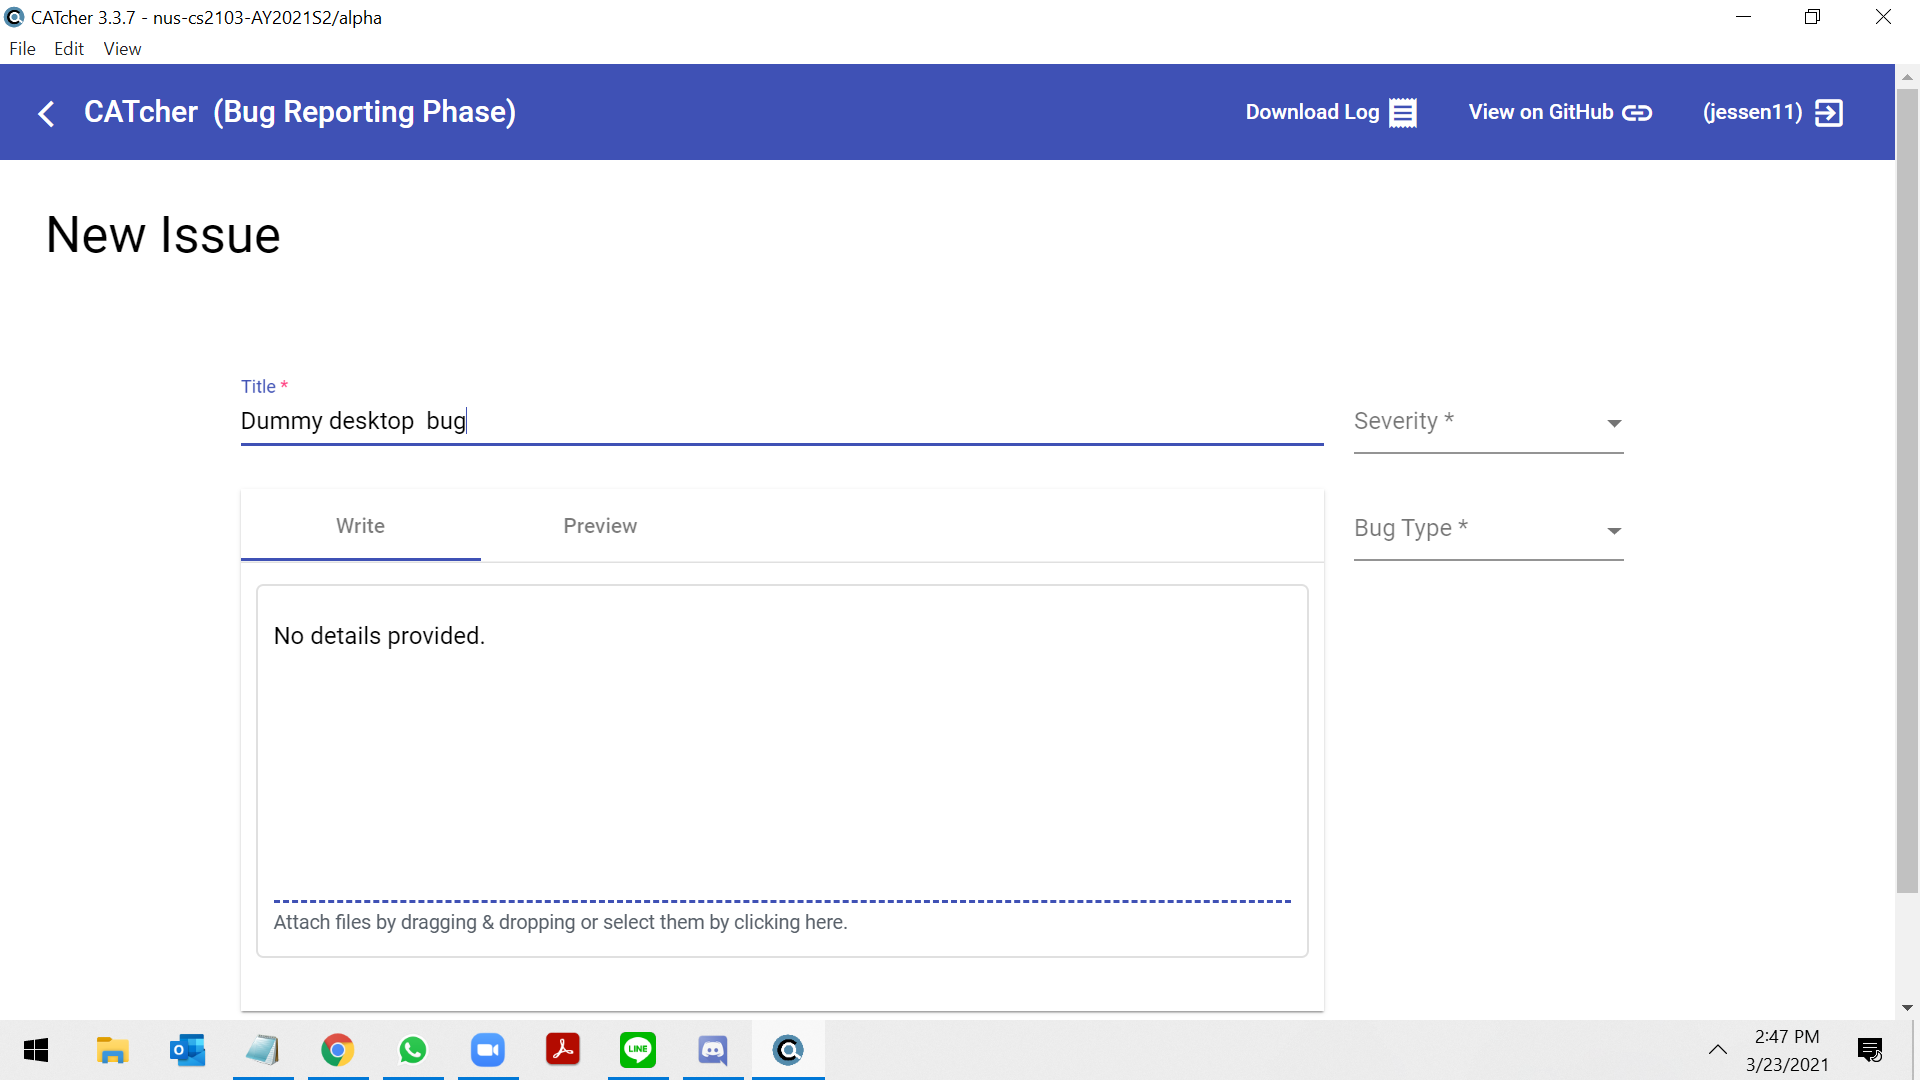 CATcher 3.3.7 - nus-cs2103-AY2021S2/alpha
File Edit View
CATcher (Bug Reporting Phase) Download Log View on GitHub (jessen11)
New Issue
Title *
Dummy desktop  bug
Severity *
Write Preview
Bug Type *
No details provided.
Attach files by dragging & dropping or select them by clicking here.
LINE
2:47 PM
3/23/2021